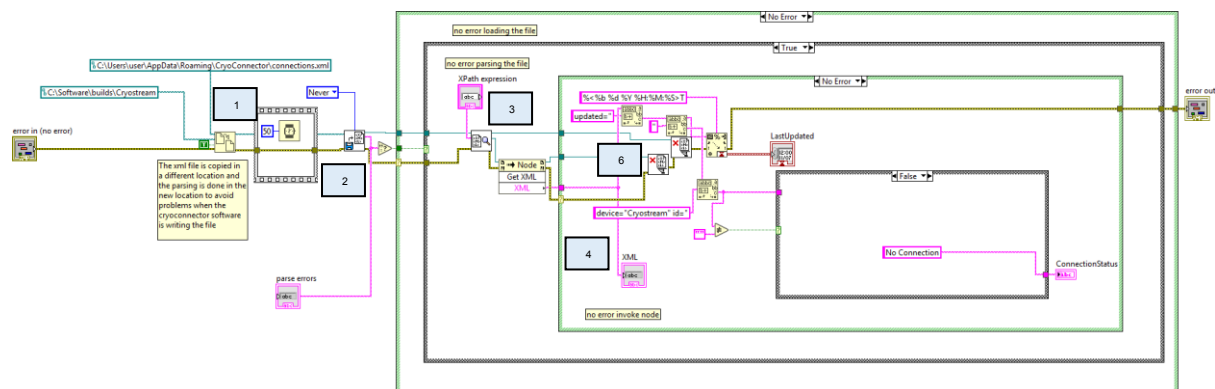 No Error
no error loading the file
True
no error parsing the file
C:\Users\user\AppData\Roaming\CryoConnector\connections.xml
XPath expression
No Error
C:\Software\builds\Cryostream
1
Never
3
%<%b %d %Y %H:%M:%S>T
updated="
error in (no error)
50
error out
LastUpdated
The xml file is copied in
a different location and
the parsing is done in the
new location to avoid
problems when the
cryoconnector software
is writing the file
2
Node
Get XML
XML
6
False
device="Cryostream" id="
4
XML
No Connection
ConnectionStatus
parse errors
no error invoke node